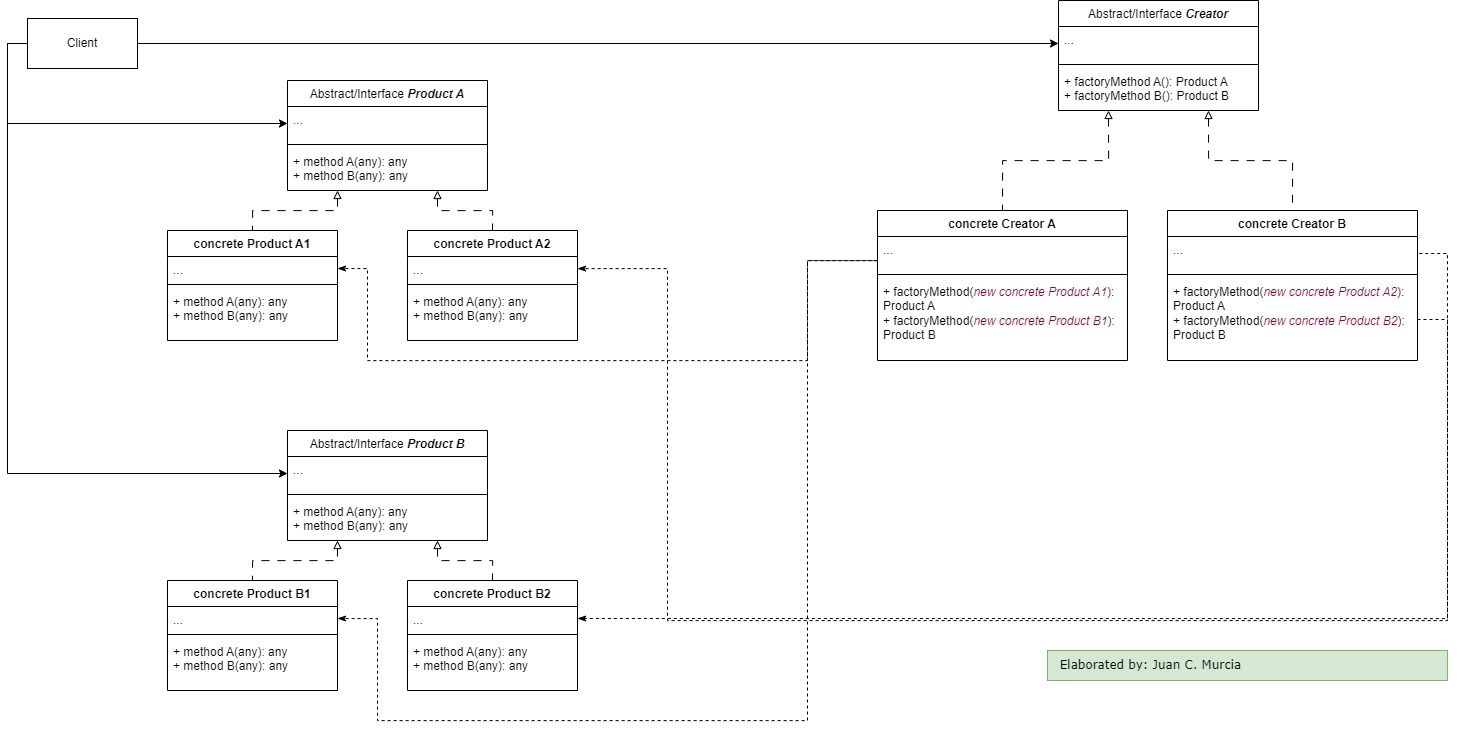 Client
Abstract/Interface Creator
...
+ factoryMethod A(): Product A
+ factoryMethod B(): Product B
Abstract/Interface Product A
...
+ method A(any): any
+ method B(any): any
concrete Product A1
...
+ method A(any): any
+ method B(any): any
concrete Product A2
...
+ method A(any): any
+ method B(any): any
concrete Creator A
...
+ factoryMethod(new concrete Product A1):
Product A
+ factoryMethod(new concrete Product B1):
Product B
concrete Creator B
...
+ factoryMethod(new concrete Product A2):
Product A
+ factoryMethod(new concrete Product B2):
Product B
Abstract/Interface Product B
...
+ method A(any): any
+ method B(any): any
concrete Product B1
...
+ method A(any): any
+ method B(any): any
concrete Product B2
...
+ method A(any): any
+ method B(any): any
Elaborated by: Juan C. Murcia